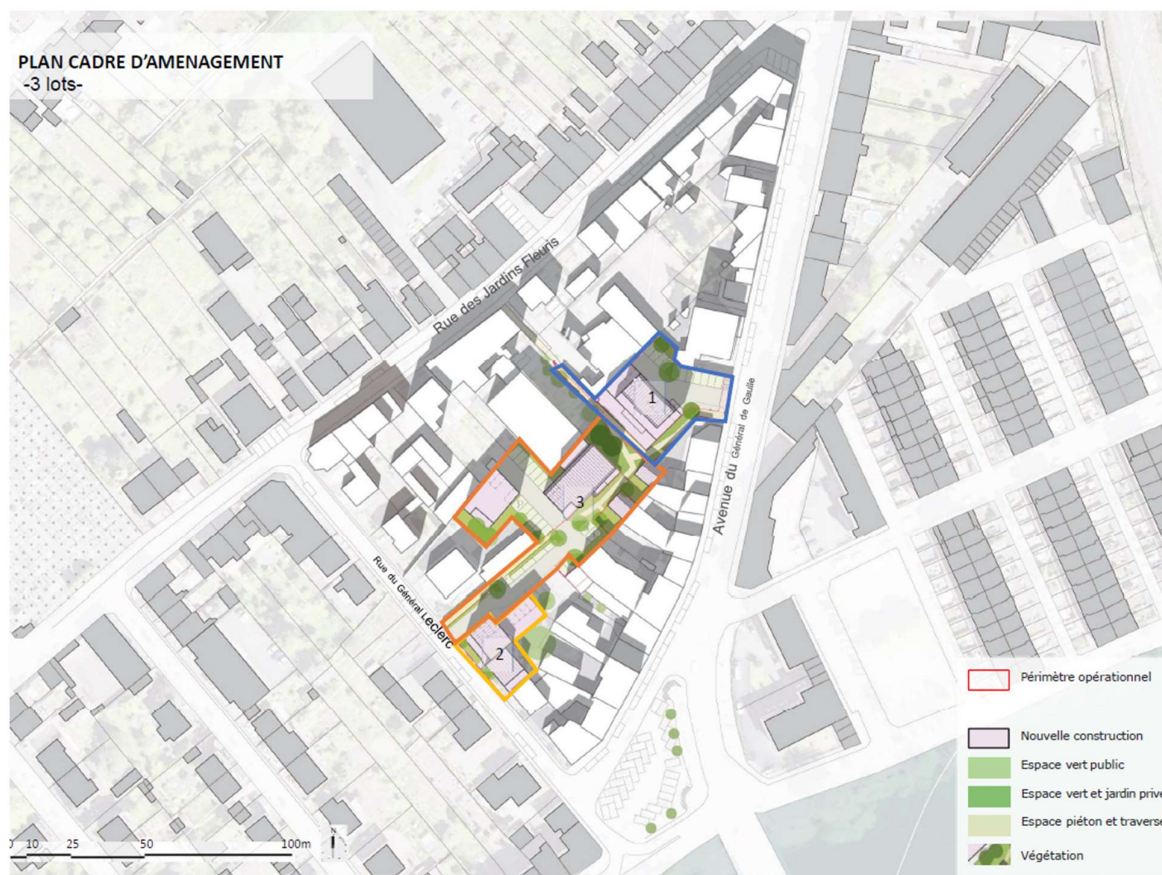 PLAN CADRE D'AMENAGEMENT
-3 lots-
Rue des Jardins Fleuris
1
Avenue du Général de Gaulle
3
Rue du Général Leclerc
2
Périmètre opérationnel
Nouvelle construction
Espace vert public
Espace vert et jardin privé
Espace piéton et traverse
Végétation
0 10 25 50 100m
N